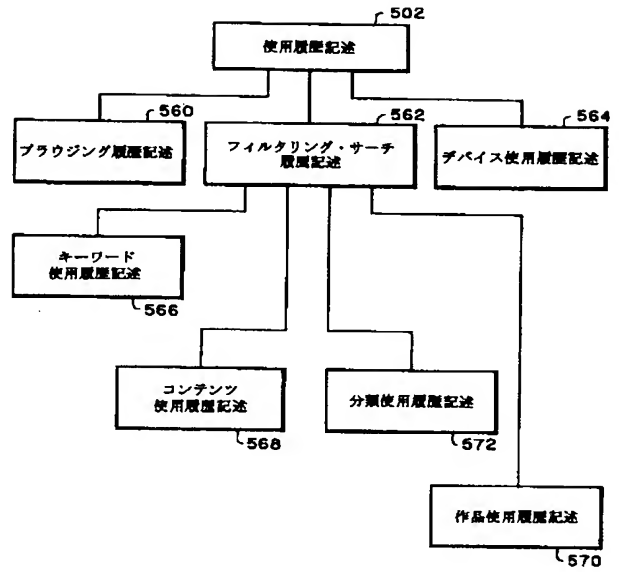 502
使用履歴記述
560
ブラウジング履歴記述
562
フィルタリング・サーチ
履歴記述
564
デバイス使用履歴記述
キーワード
使用履歴記述
566
コンテンツ
使用履歴記述
568
分類使用履歴記述
572
作品使用履歴記述
570